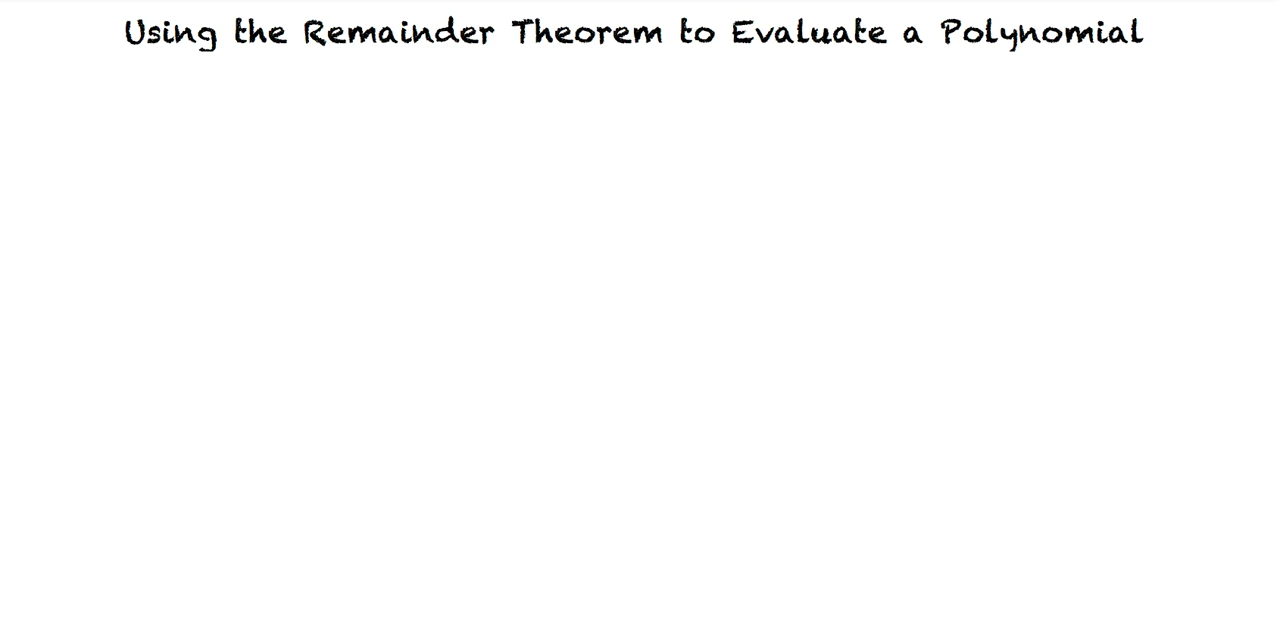 Using the Remainder Theorem to Evaluate a Polynomial